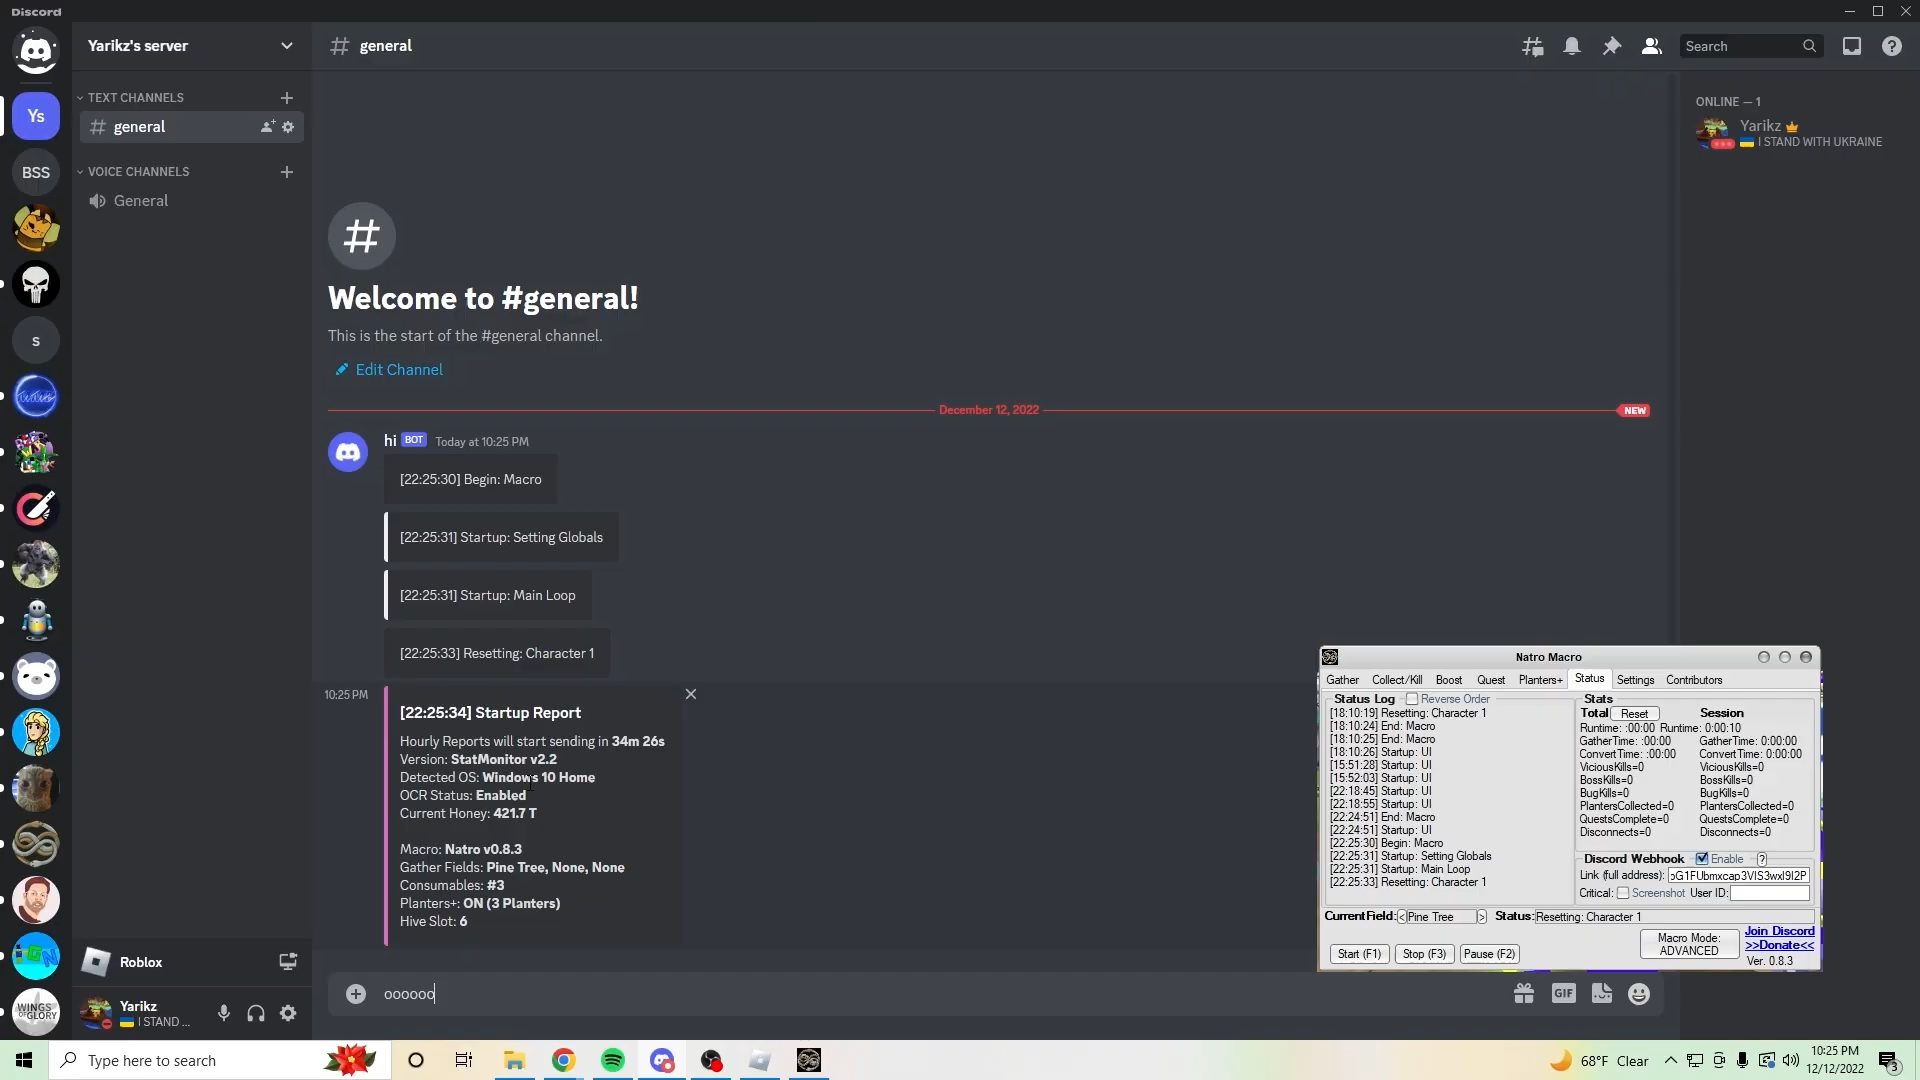 Discord
Yarikz's server
general
Search
TEXT CHANNELS
general
VOICE CHANNELS
General
Ys
BSS
s
WINGS
OF GLORY
Roblox
Yarikz
I STAND ...
Welcome to #general!
This is the start of the #general channel.
Edit Channel
December 12, 2022
NEW
hi BOT Today at 10:25 PM
[22:25:30] Begin: Macro
[22:25:31] Startup: Setting Globals
[22:25:31] Startup: Main Loop
[22:25:33] Resetting: Character 1
10:25 PM
[22:25:34] Startup Report
Hourly Reports will start sending in 34m 26s
Version: StatMonitor v2.2
Detected OS: Windows 10 Home
OCR Status: Enabled
Current Honey: 421.7 T
Macro: Natro v0.8.3
Gather Fields: Pine Tree, None, None
Consumables: #3
Planters+: ON (3 Planters)
Hive Slot: 6
oooooo
GIF
ONLINE — 1
Yarikz
I STAND WITH UKRAINE
Natro Macro
Gather Collect/Kill Boost Quest Planters+ Status Settings Contributors
Status Log Reverse Order
[18:10:19] Resetting: Character 1
[18:10:24] End: Macro
[18:10:25] End: Macro
[18:10:26] Startup: UI
[15:51:28] Startup: UI
[15:52:03] Startup: UI
[22:18:45] Startup: UI
[22:18:55] Startup: UI
[22:24:51] End: Macro
[22:24:51] Startup: UI
[22:25:30] Begin: Macro
[22:25:31] Startup: Setting Globals
[22:25:31] Startup: Main Loop
[22:25:33] Resetting: Character 1
Stats
Total Reset Session
Runtime: :00:00 Runtime: 0:00:10
GatherTime: :00:00 GatherTime: 0:00:00
ConvertTime: :00:00 ConvertTime: 0:00:00
ViciousKills=0 ViciousKills=0
BossKills=0 BossKills=0
BugKills=0 BugKills=0
PlantersCollected=0 PlantersCollected=0
QuestsComplete=0 QuestsComplete=0
Disconnects=0 Disconnects=0
Discord Webhook Enable ?
Link (full address):
Critical: Screenshot User ID:
CurrentField: < Pine Tree > Status: Resetting: Character 1
Start (F1) Stop (F3) Pause (F2)
Macro Mode:
ADVANCED
Join Discord
>>Donate<<
Ver. 0.8.3
Type here to search
68°F Clear
10:25 PM
12/12/2022
3